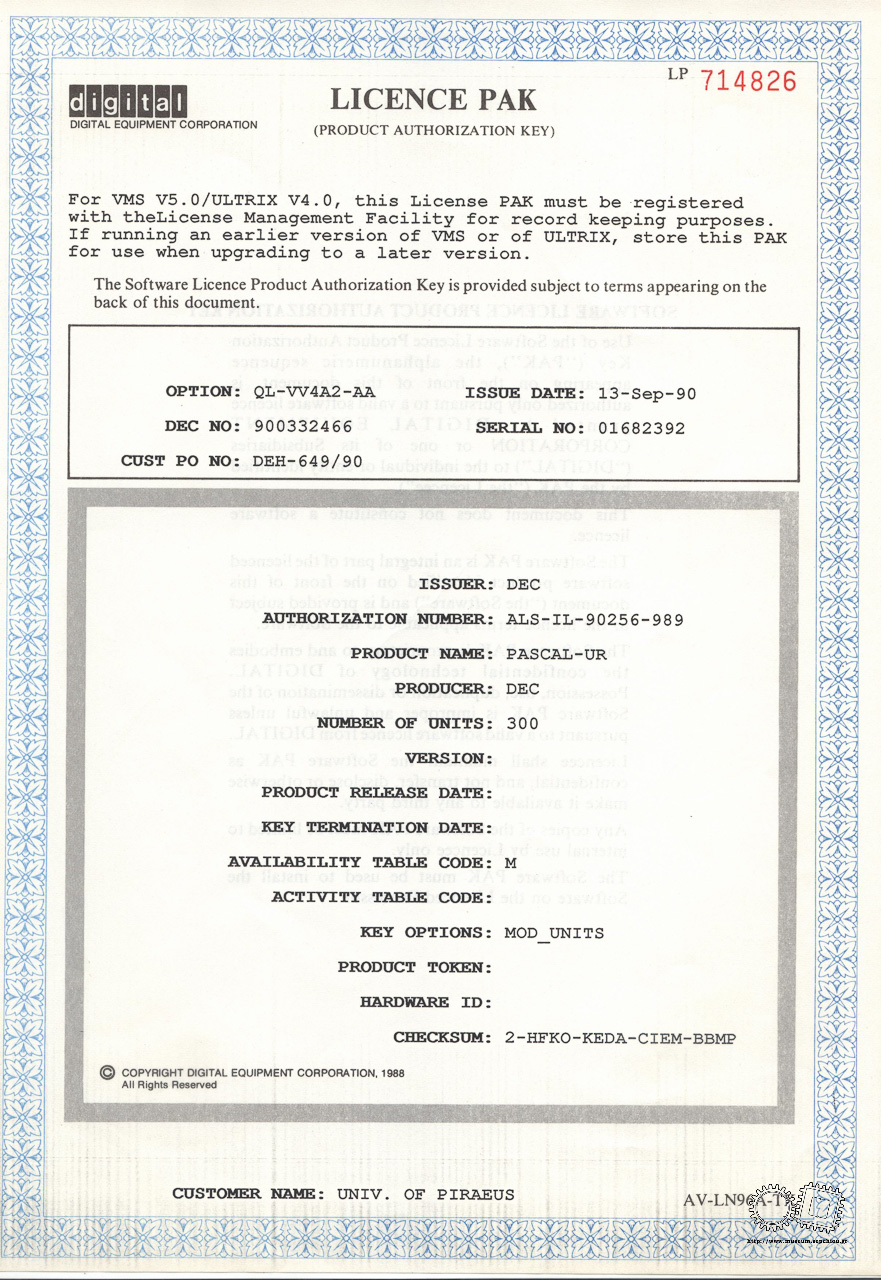 LP 714826
digital
DIGITAL EQUIPMENT CORPORATION
LICENCE PAK
(PRODUCT AUTHORIZATION KEY)
For VMS V5.0/ULTRIX V4.0, this License PAK must be registered
with theLicense Management Facility for record keeping purposes.
If running an earlier version of VMS or of ULTRIX, store this PAK
for use when upgrading to a later version.
The Software Licence Product Authorization Key is provided subject to terms appearing on the
back of this document.
OPTION: QL-VV4A2-AA ISSUE DATE: 13-Sep-90
DEC NO: 900332466 SERIAL NO: 01682392
CUST PO NO: DEH-649/90
ISSUER: DEC
AUTHORIZATION NUMBER: ALS-IL-90256-989
PRODUCT NAME: PASCAL-UR
PRODUCER: DEC
NUMBER OF UNITS: 300
VERSION:
PRODUCT RELEASE DATE:
KEY TERMINATION DATE:
AVAILABILITY TABLE CODE: M
ACTIVITY TABLE CODE:
KEY OPTIONS: MOD_UNITS
PRODUCT TOKEN:
HARDWARE ID:
CHECKSUM: 2-HFKO-KEDA-CIEM-BBMP
© COPYRIGHT DIGITAL EQUIPMENT CORPORATION, 1988
All Rights Reserved
CUSTOMER NAME: UNIV. OF PIRAEUS